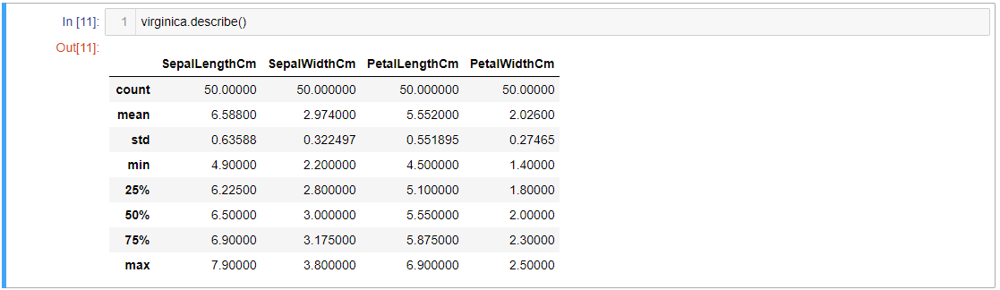 In [11]: 1 virginica.describe()
Out[11]:
SepalLengthCm SepalWidthCm PetalLengthCm PetalWidthCm
count 50.00000 50.000000 50.000000 50.00000
mean 6.58800 2.974000 5.552000 2.02600
std 0.63588 0.322497 0.551895 0.27465
min 4.90000 2.200000 4.500000 1.40000
25% 6.22500 2.800000 5.100000 1.80000
50% 6.50000 3.000000 5.550000 2.00000
75% 6.90000 3.175000 5.875000 2.30000
max 7.90000 3.800000 6.900000 2.50000